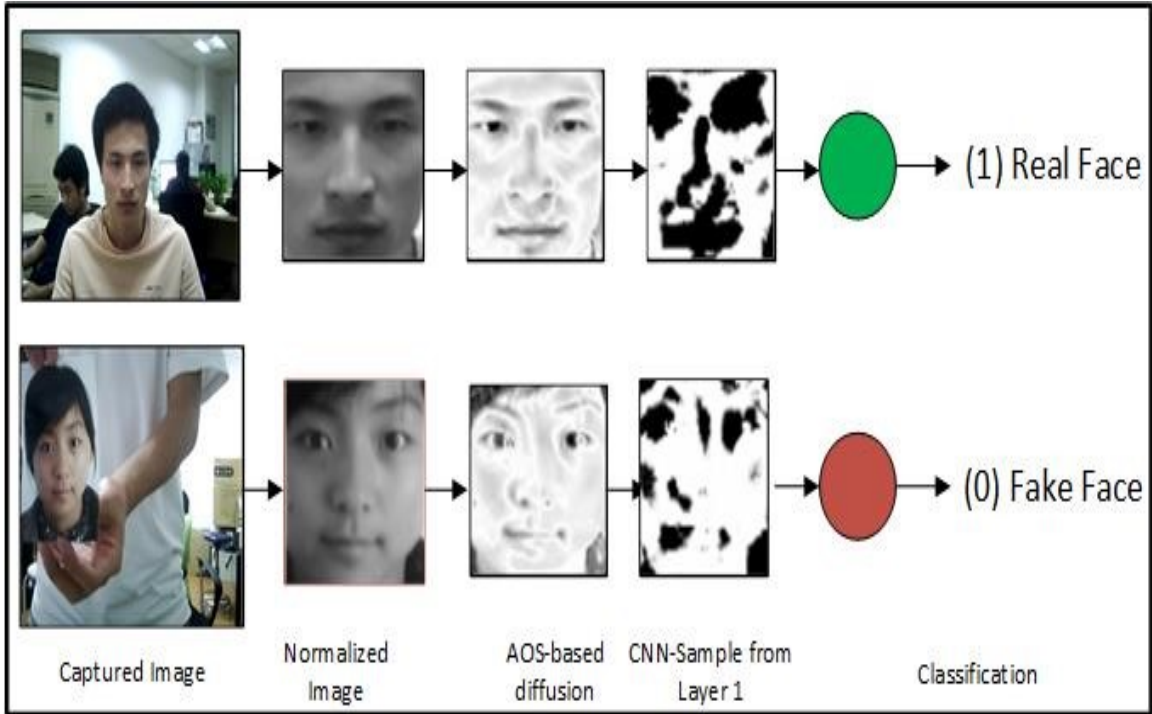 (1) Real Face
(0) Fake Face
Captured Image
Normalized
Image
AOS-based
diffusion
CNN-Sample from
Layer 1
Classification